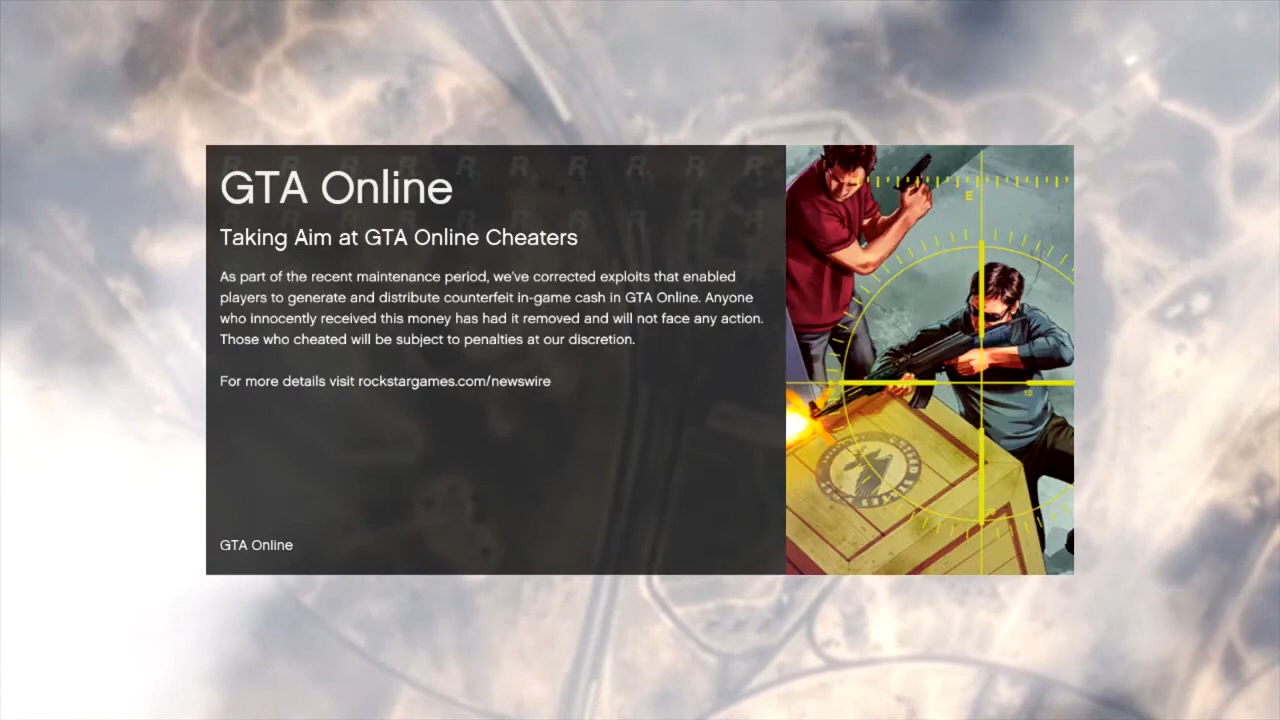 GTA Online
Taking Aim at GTA Online Cheaters
As part of the recent maintenance period, we've corrected exploits that enabled
players to generate and distribute counterfeit in-game cash in GTA Online. Anyone
who innocently received this money has had it removed and will not face any action.
Those who cheated will be subject to penalties at our discretion.
For more details visit rockstargames.com/newswire
GTA Online
E
10